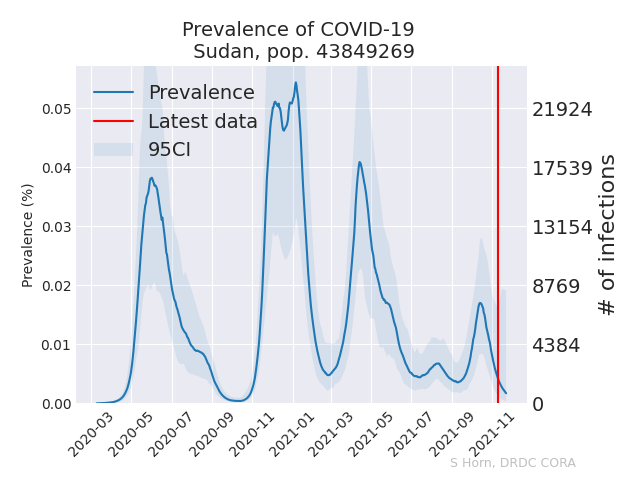 Prevalence of COVID-19
Sudan, pop. 43849269
Prevalence
Latest data
95CI
Prevalence (%)
0.05
0.04
0.03
0.02
0.01
0.00
21924
17539
13154
8769
4384
0
# of infections
2020-03
2020-05
2020-07
2020-09
2020-11
2021-01
2021-03
2021-05
2021-07
2021-09
2021-11
S Horn, DRDC CORA